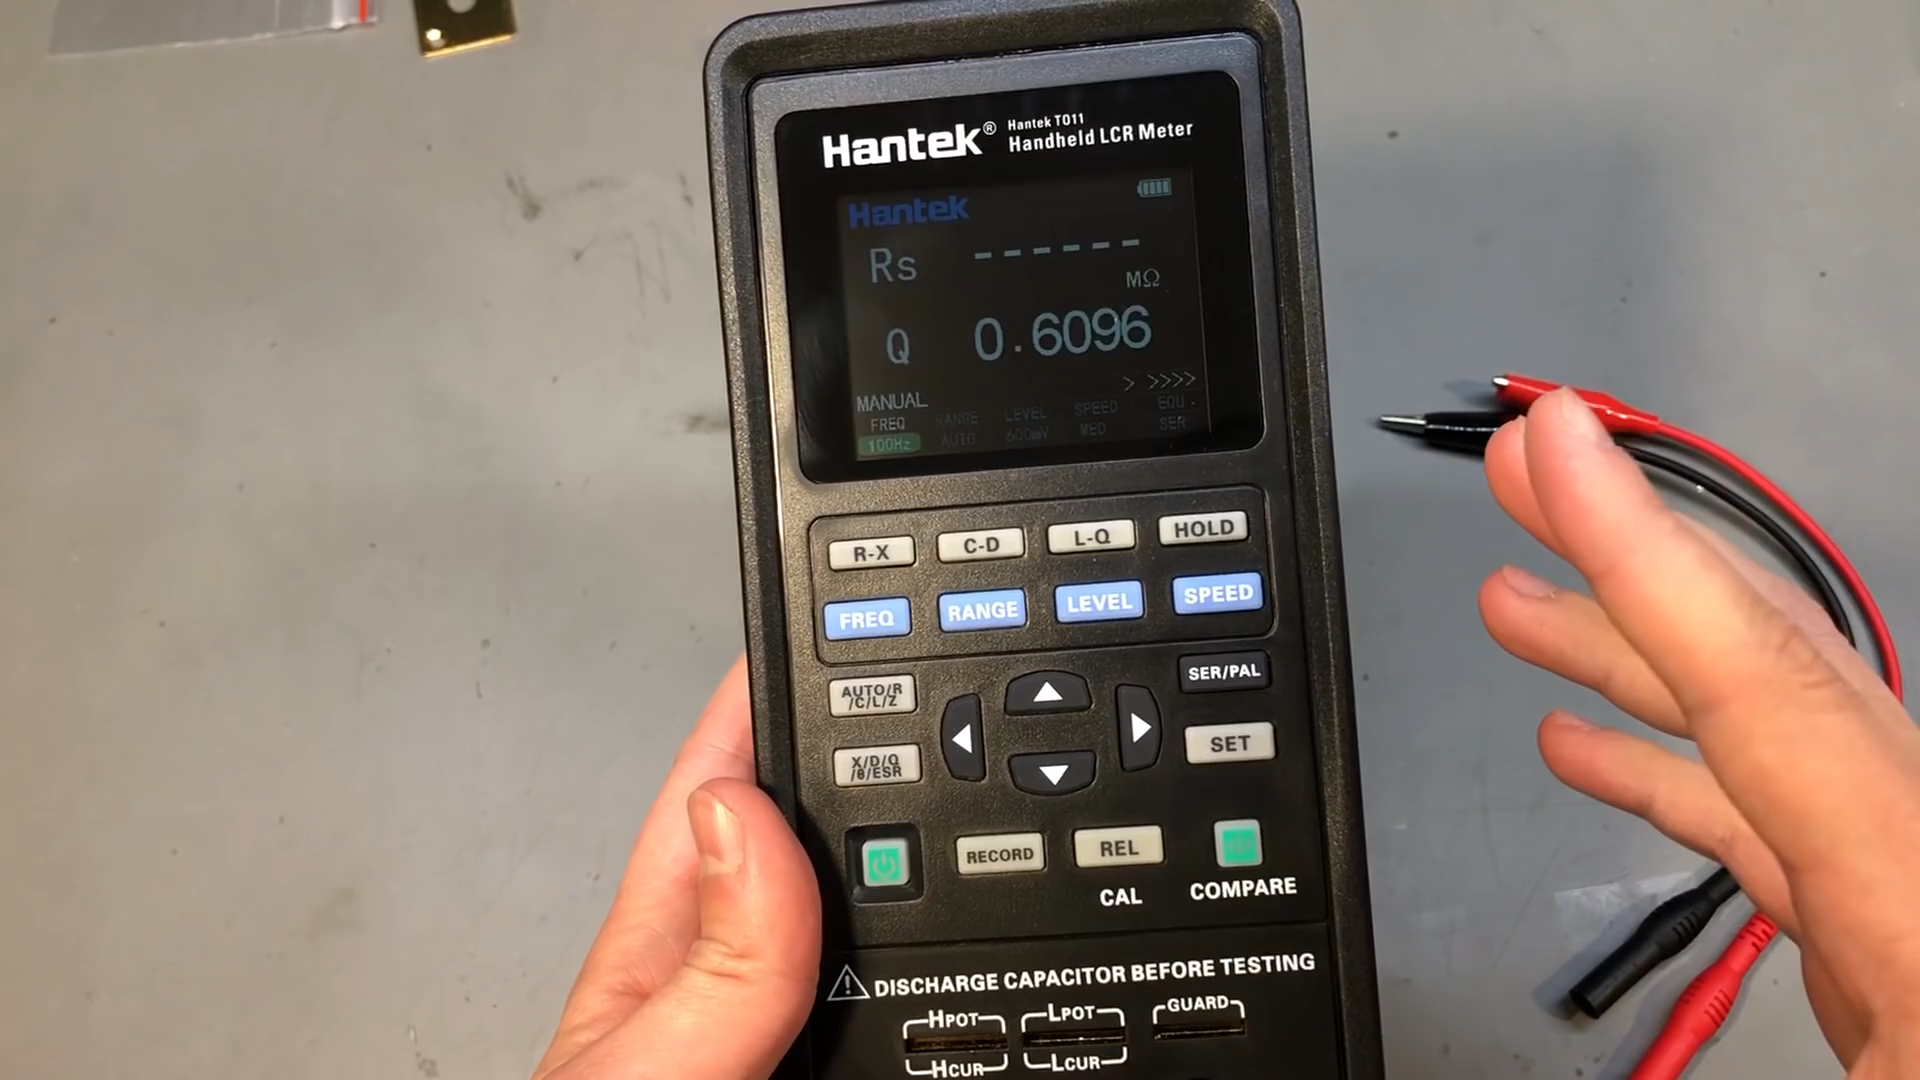 Hantek® Hantek TO11
Handheld LCR Meter
Hantek
Rs ------
MΩ
Q 0.6096
> >>>>
MANUAL
FREQ RANGE LEVEL SPEED EQU.
100Hz AUTO 600mV MED SER
R-X C-D L-Q HOLD
FREQ RANGE LEVEL SPEED
AUTO/R
/C/L/Z
SER/PAL
X/D/Q
/θ/ESR
SET
RECORD REL
CAL COMPARE
DISCHARGE CAPACITOR BEFORE TESTING
HPOT LPOT GUARD
HCUR LCUR